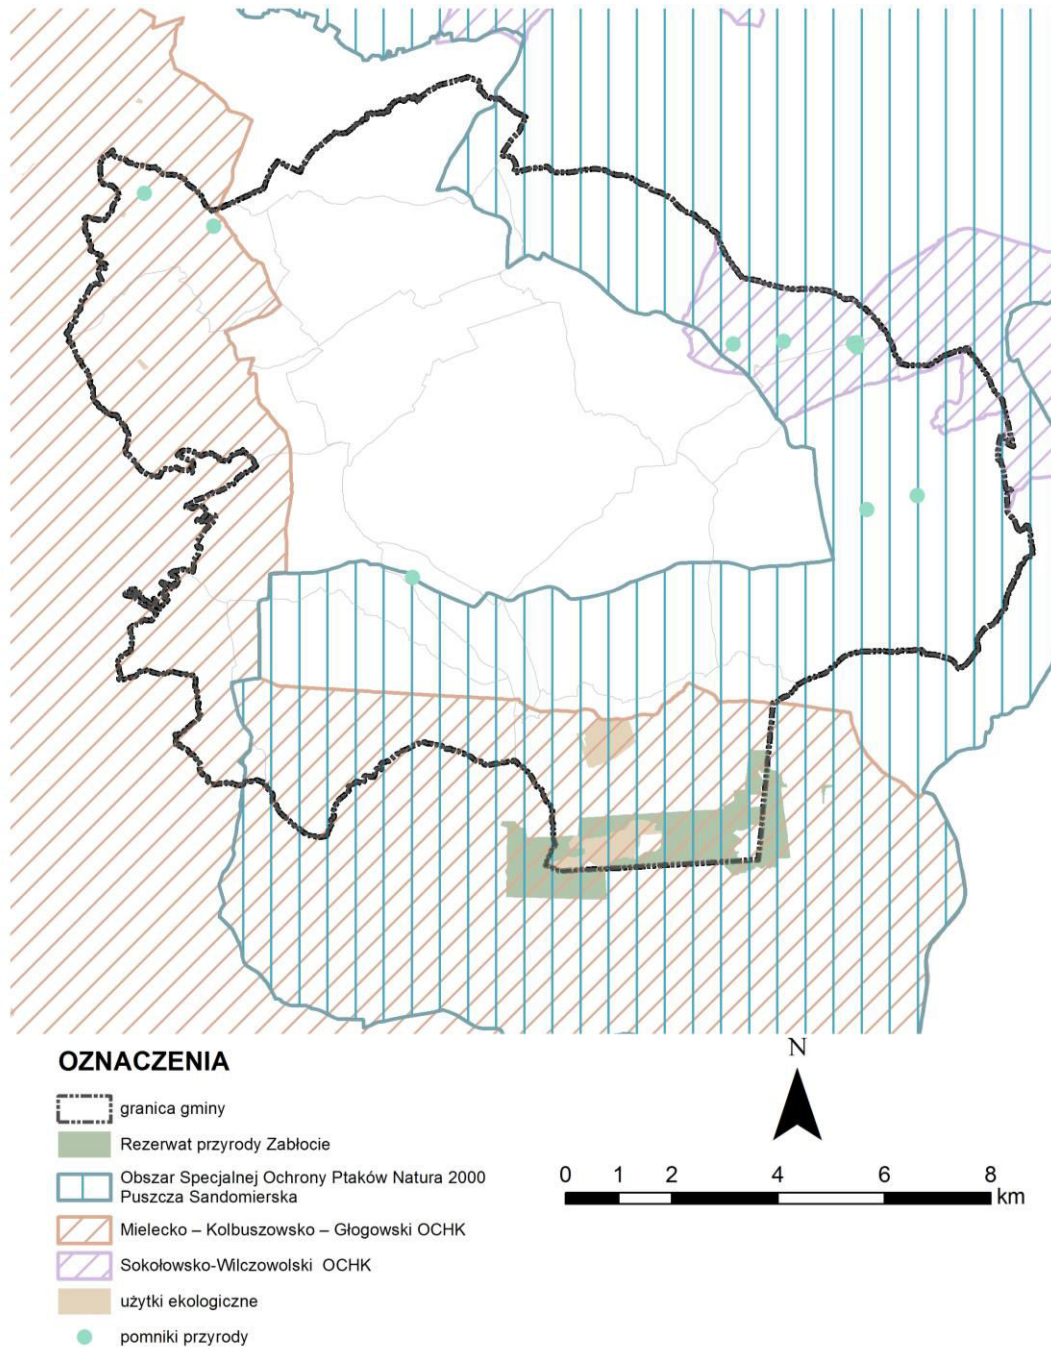 OZNACZENIA
granica gminy
Rezerwat przyrody Zabłocie
Obszar Specjalnej Ochrony Ptaków Natura 2000
Puszcza Sandomierska
Mielecko – Kolbuszowsko – Głogowski OCHK
Sokołowsko-Wilczowolski OCHK
użytki ekologiczne
pomniki przyrody
N
0 1 2 4 6 8
km